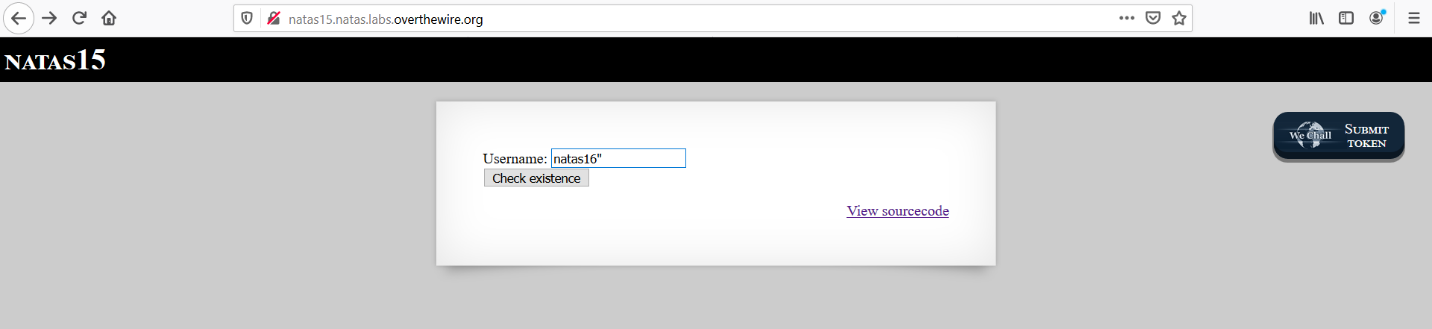 natas15.natas.labs.overthewire.org
NATAS15
We Chall SUBMIT TOKEN
Username: natas16"
Check existence
View sourcecode